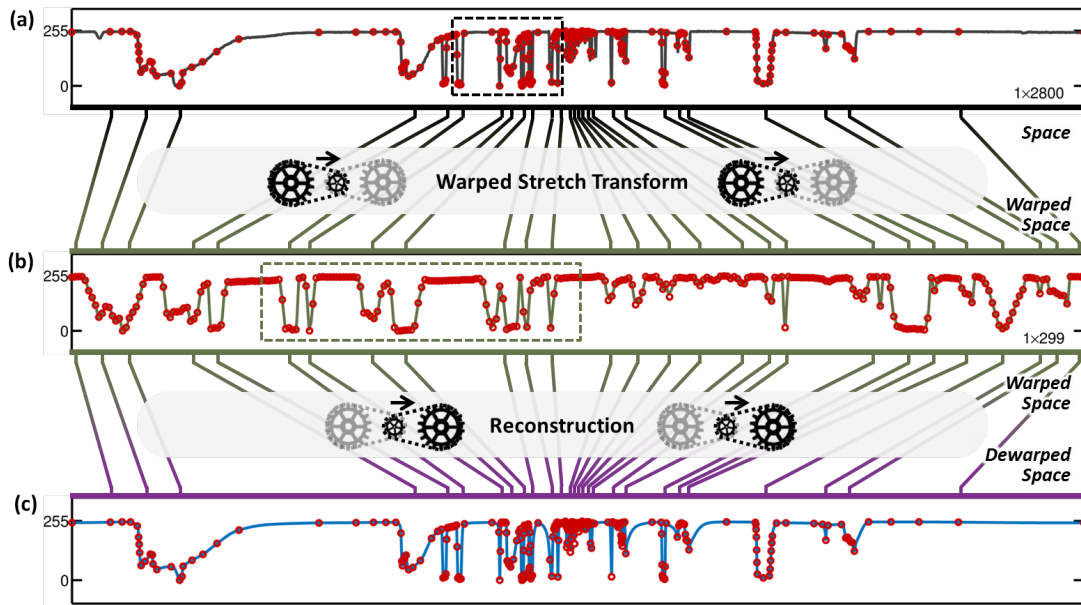 (a)
255
0
1×2800
Space
Warped Stretch Transform
Warped
Space
(b)
255
0
1×299
Warped
Space
Reconstruction
Dewarped
Space
(c)
255
0